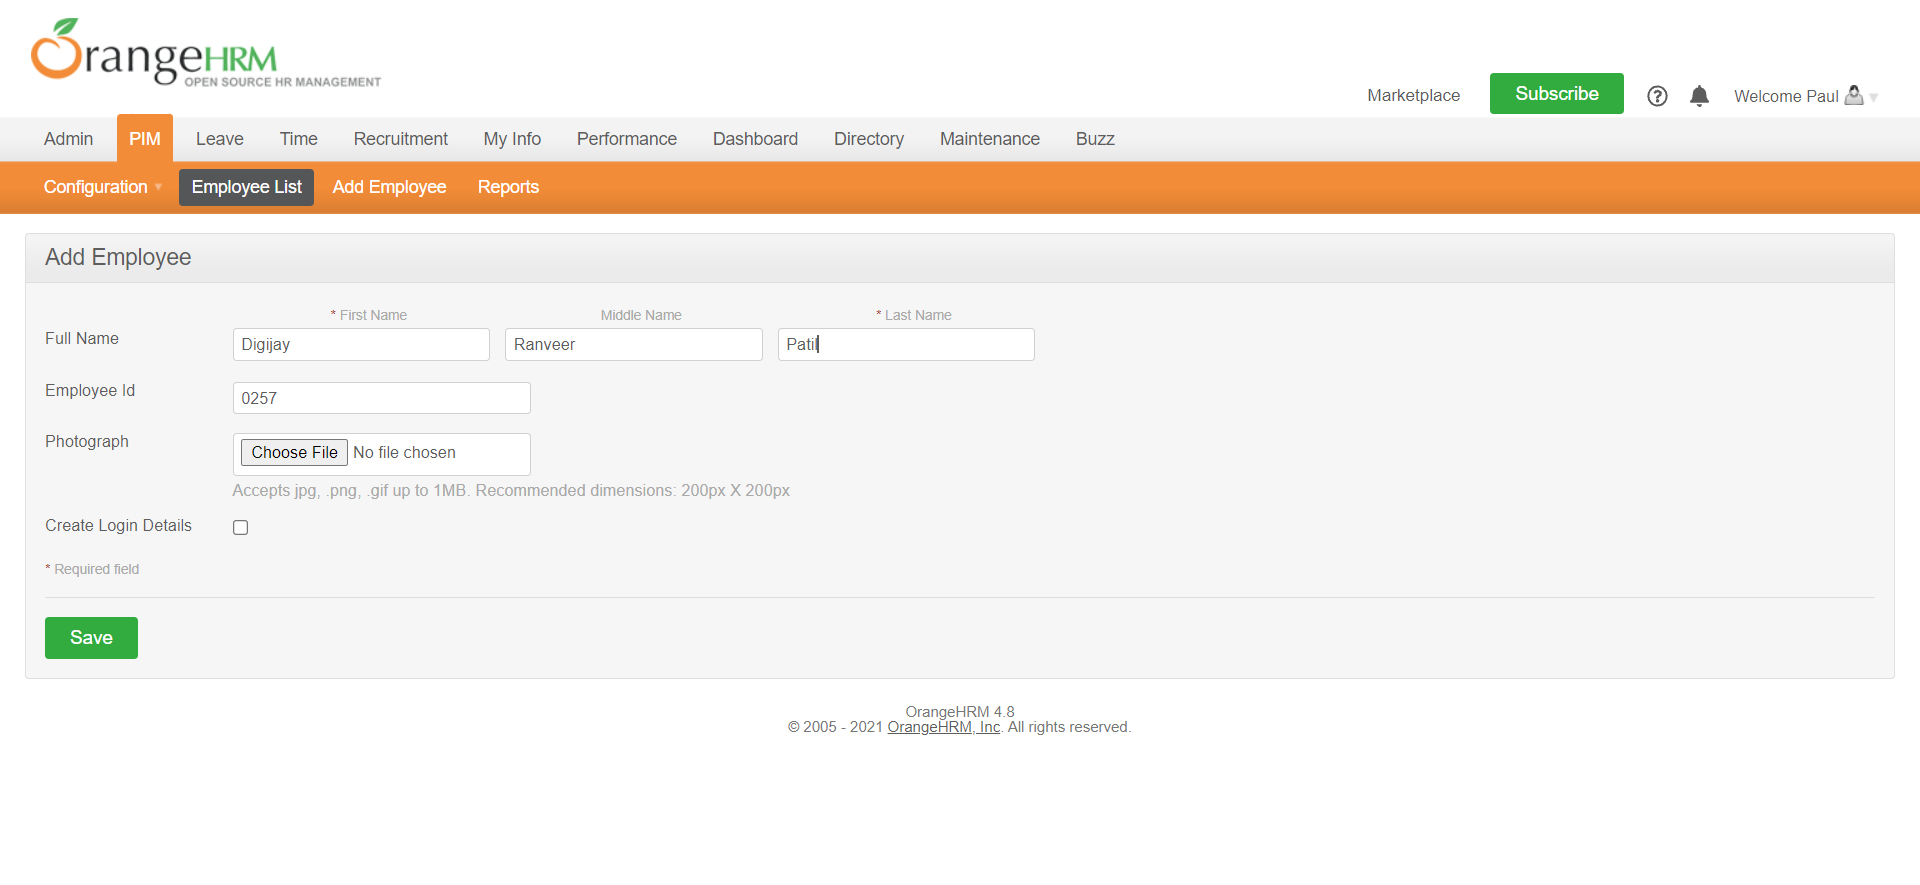 OrangeHRM
OPEN SOURCE HR MANAGEMENT
Marketplace
Subscribe
?
Welcome Paul
Admin PIM Leave Time Recruitment My Info Performance Dashboard Directory Maintenance Buzz
Configuration Employee List Add Employee Reports
Add Employee
* First Name Middle Name * Last Name
Full Name Digijay Ranveer Patil
Employee Id 0257
Photograph Choose File No file chosen
Accepts jpg, .png, .gif up to 1MB. Recommended dimensions: 200px X 200px
Create Login Details
* Required field
Save
OrangeHRM 4.8
© 2005 - 2021 OrangeHRM, Inc. All rights reserved.